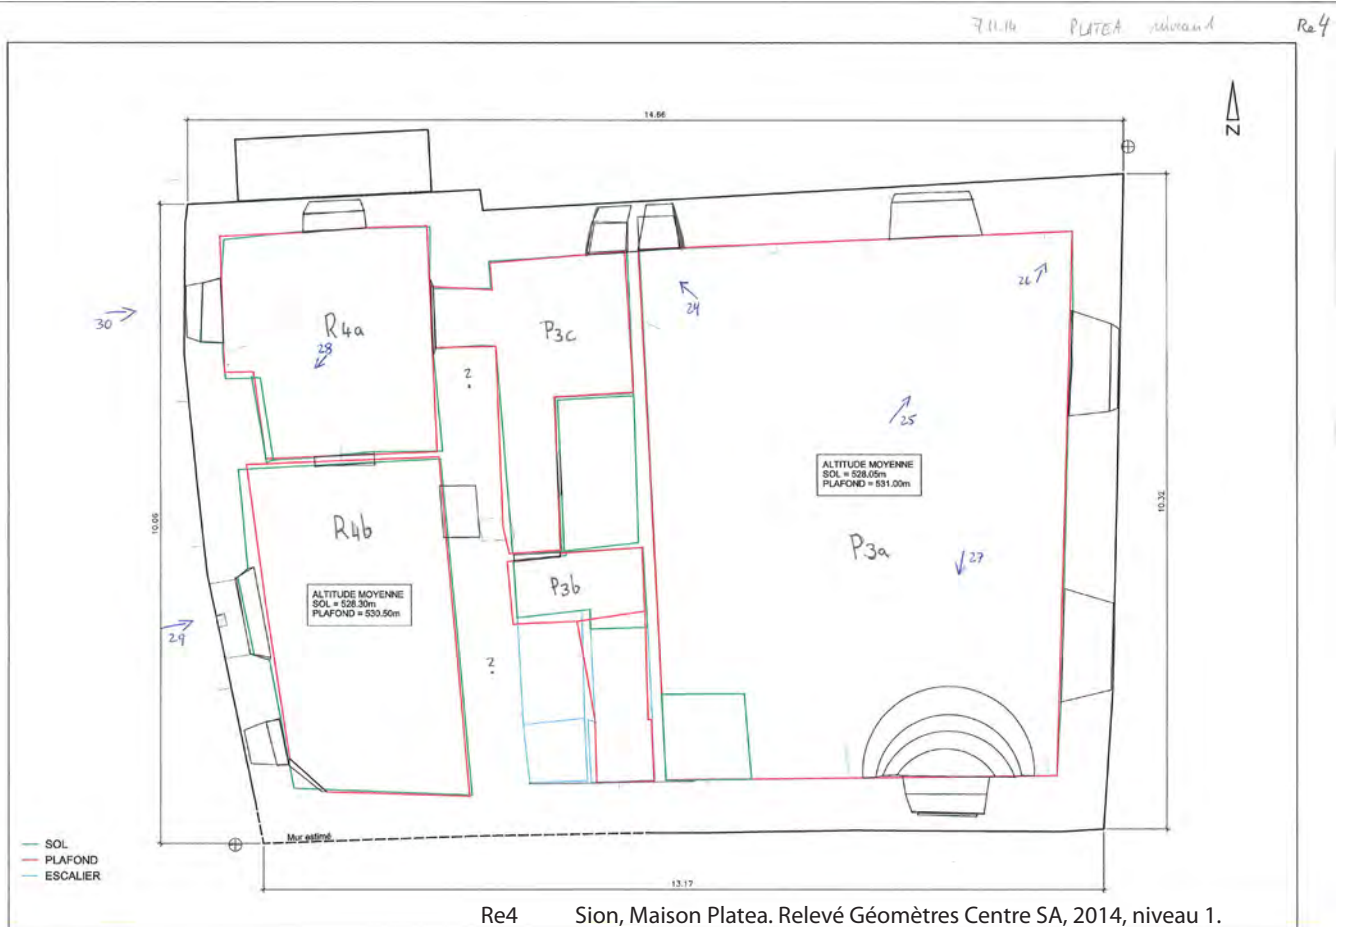 7.11.14 PLATEA niveau 1 Re4
14.66
N
30
R4a
28
2
P3c
24
26
25
ALTITUDE MOYENNE
SOL = 528.05m
PLAFOND = 531.00m
10.06
10.32
R4b
P3a
27
ALTITUDE MOYENNE
SOL = 528.30m
PLAFOND = 530.50m
P3b
29
2
Mur estimé
SOL
PLAFOND
ESCALIER
13.17
Re4 Sion, Maison Platea. Relevé Géomètres Centre SA, 2014, niveau 1.